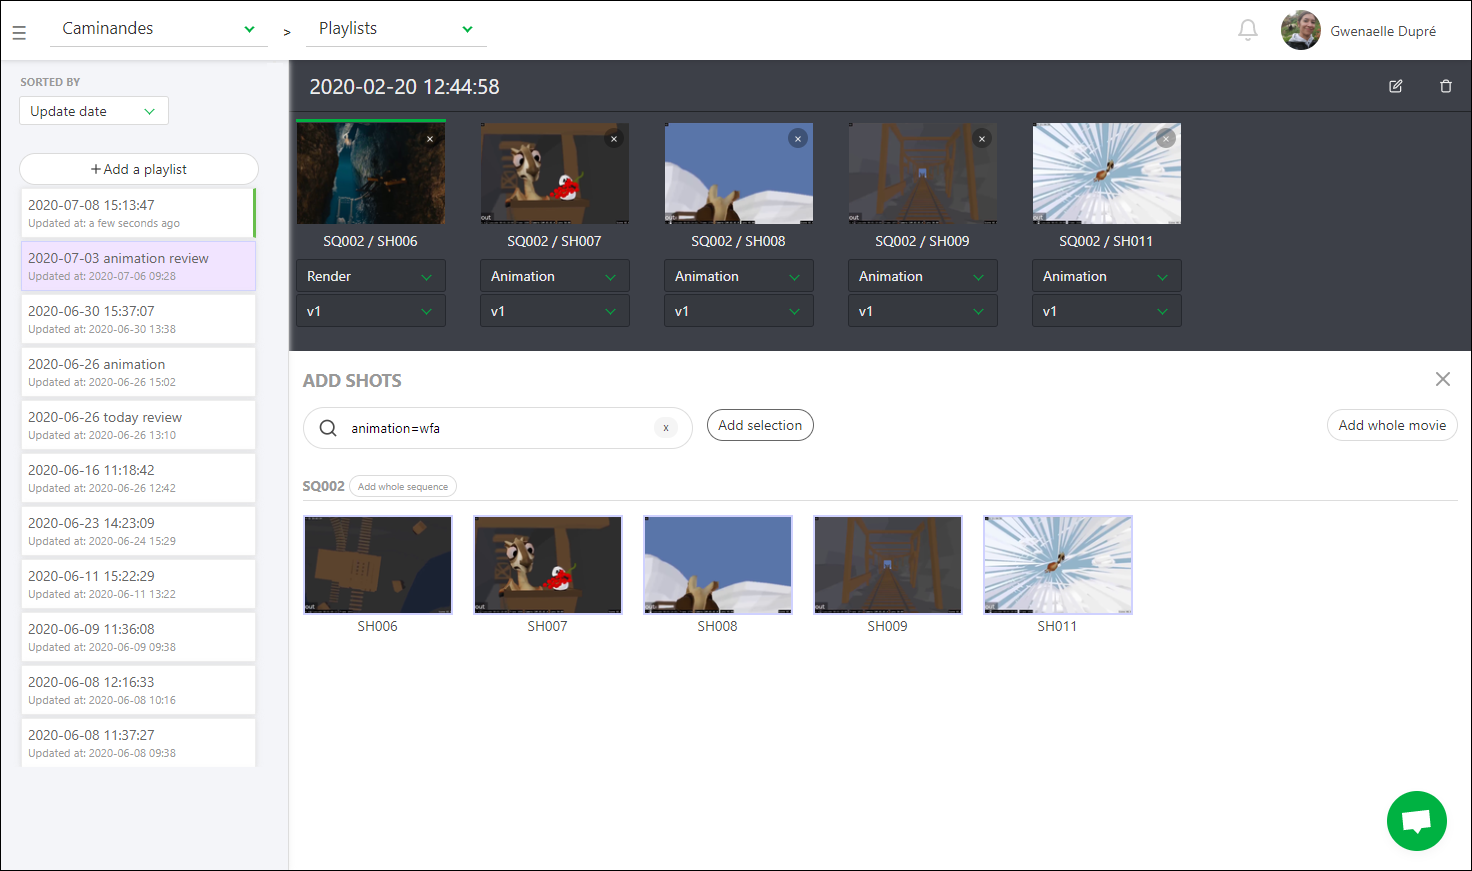 Caminandes
>
Playlists
Gwenaelle Dupré
SORTED BY
Update date
+Add a playlist
2020-07-08 15:13:47
Updated at: a few seconds ago
2020-07-03 animation review
Updated at: 2020-07-06 09:28
2020-06-30 15:37:07
Updated at: 2020-06-30 13:38
2020-06-26 animation
Updated at: 2020-06-26 15:02
2020-06-26 today review
Updated at: 2020-06-26 13:10
2020-06-16 11:18:42
Updated at: 2020-06-26 12:42
2020-06-23 14:23:09
Updated at: 2020-06-24 15:29
2020-06-11 15:22:29
Updated at: 2020-06-11 13:22
2020-06-09 11:36:08
Updated at: 2020-06-09 09:38
2020-06-08 12:16:33
Updated at: 2020-06-08 10:16
2020-06-08 11:37:27
Updated at: 2020-06-08 09:38
2020-02-20 12:44:58
SQ002 / SH006
Render
v1
SQ002 / SH007
Animation
v1
SQ002 / SH008
Animation
v1
SQ002 / SH009
Animation
v1
SQ002 / SH011
Animation
v1
ADD SHOTS
animation=wfa
x
Add selection
Add whole movie
SQ002 Add whole sequence
SH006
SH007
SH008
SH009
SH011